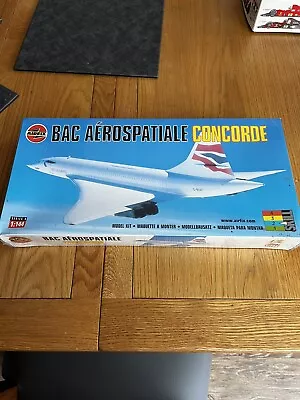 AIRFIX
BAC AÉROSPATIALE CONCORDE
www.airfix.com
SKILL
MODEL KIT • MAQUETTE A MONTER • MODELLBAUSATZ • MAQUETA PARA MONTAR
1:144
BAC AÉROSPATIALE